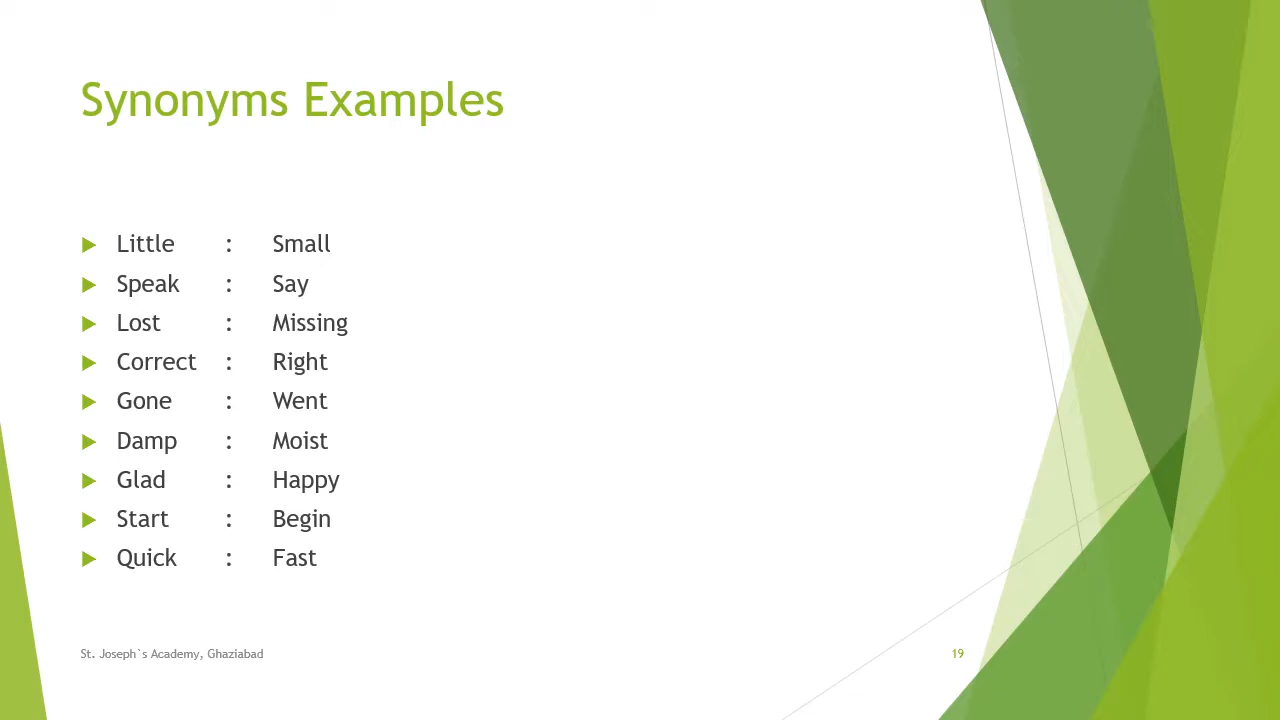 Synonyms Examples
Little : Small
Speak : Say
Lost : Missing
Correct : Right
Gone : Went
Damp : Moist
Glad : Happy
Start : Begin
Quick : Fast
St. Joseph`s Academy, Ghaziabad 19